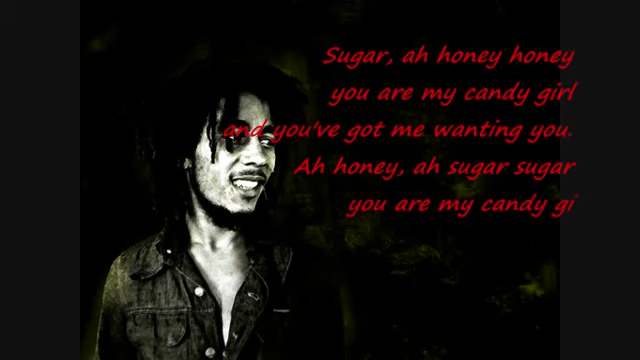 Sugar, ah honey honey
you are my candy girl
and you've got me wanting you.
Ah honey, ah sugar sugar
you are my candy gi